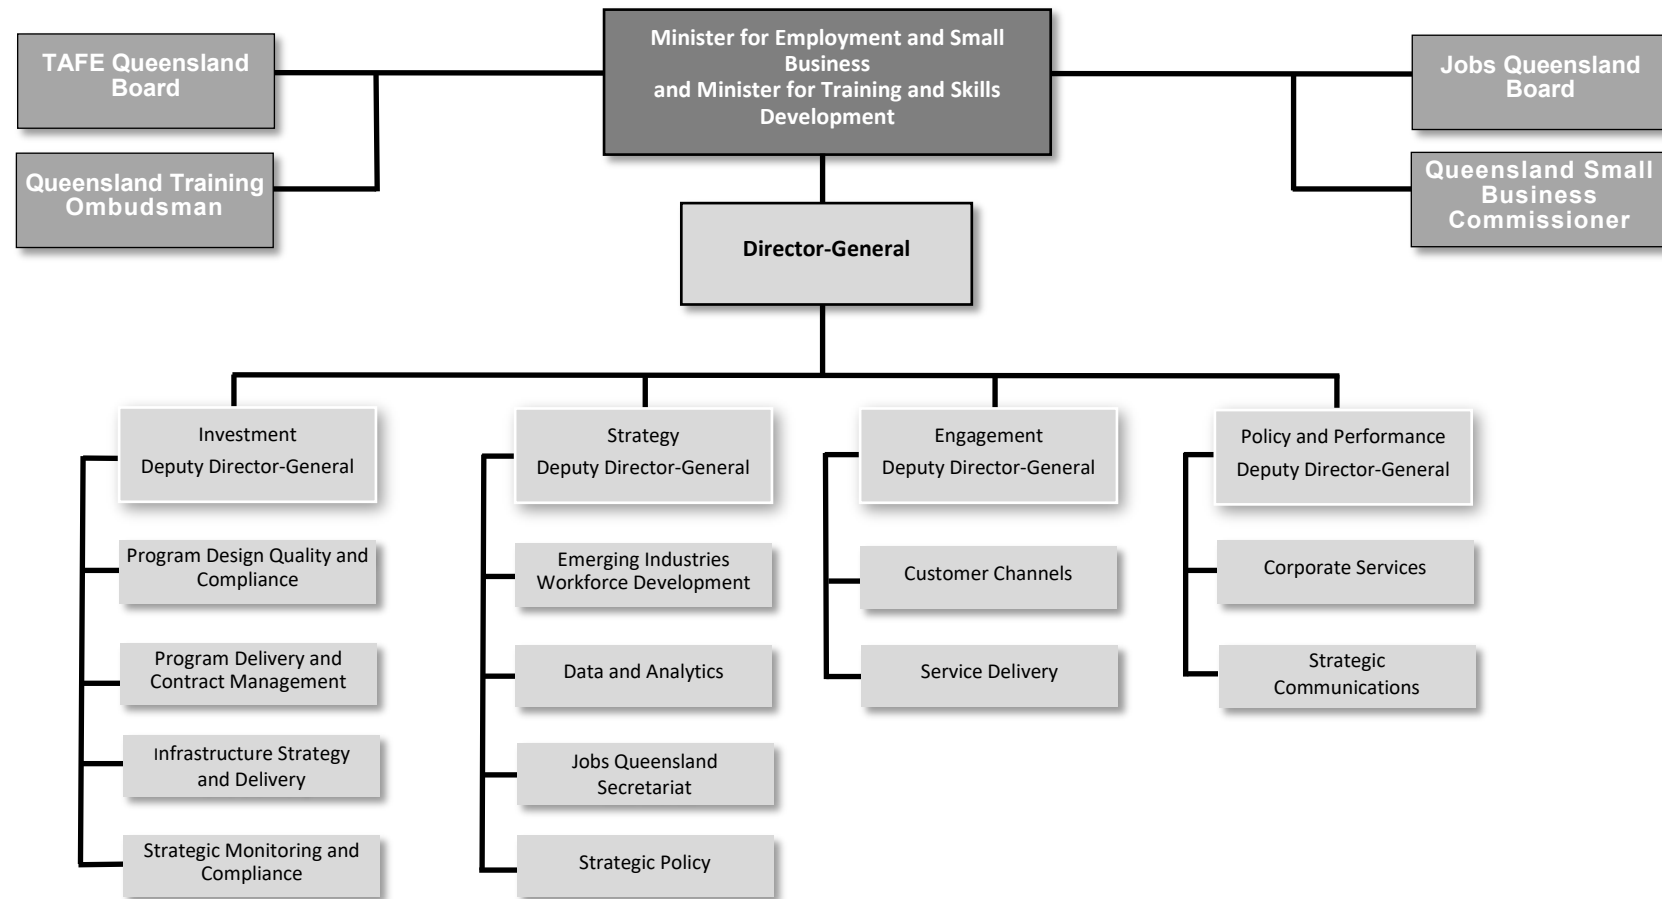 Minister for Employment and Small
Business
and Minister for Training and Skills
Development
TAFE Queensland
Board
Queensland Training
Ombudsman
Jobs Queensland
Board
Queensland Small
Business
Commissioner
Director-General
Investment
Deputy Director-General
Program Design Quality and
Compliance
Program Delivery and
Contract Management
Infrastructure Strategy
and Delivery
Strategic Monitoring and
Compliance
Strategy
Deputy Director-General
Emerging Industries
Workforce Development
Data and Analytics
Jobs Queensland
Secretariat
Strategic Policy
Engagement
Deputy Director-General
Customer Channels
Service Delivery
Policy and Performance
Deputy Director-General
Corporate Services
Strategic
Communications